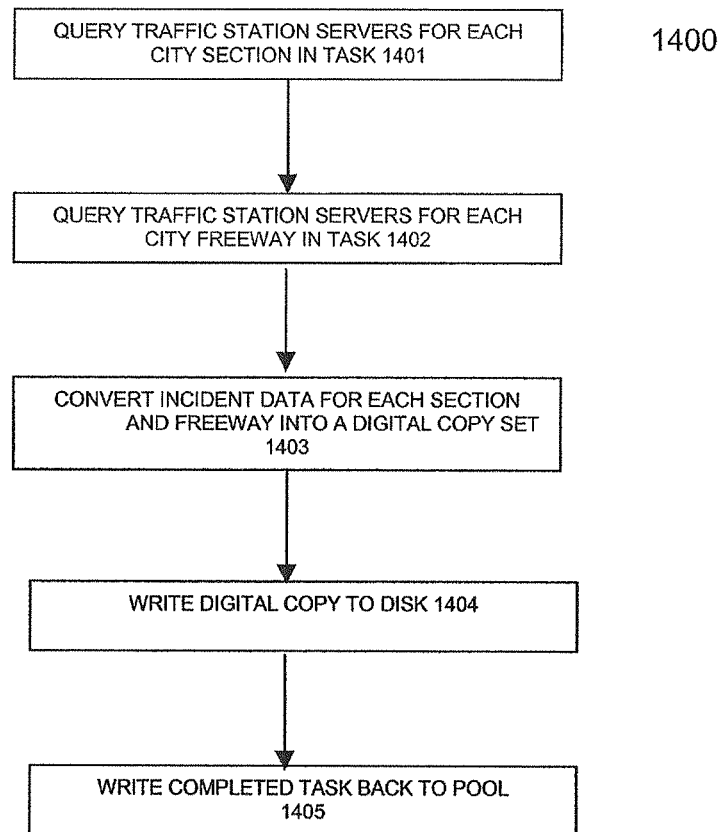 QUERY TRAFFIC STATION SERVERS FOR EACH
CITY SECTION IN TASK 1401
1400
QUERY TRAFFIC STATION SERVERS FOR EACH
CITY FREEWAY IN TASK 1402
CONVERT INCIDENT DATA FOR EACH SECTION
AND FREEWAY INTO A DIGITAL COPY SET
1403
WRITE DIGITAL COPY TO DISK 1404
WRITE COMPLETED TASK BACK TO POOL
1405